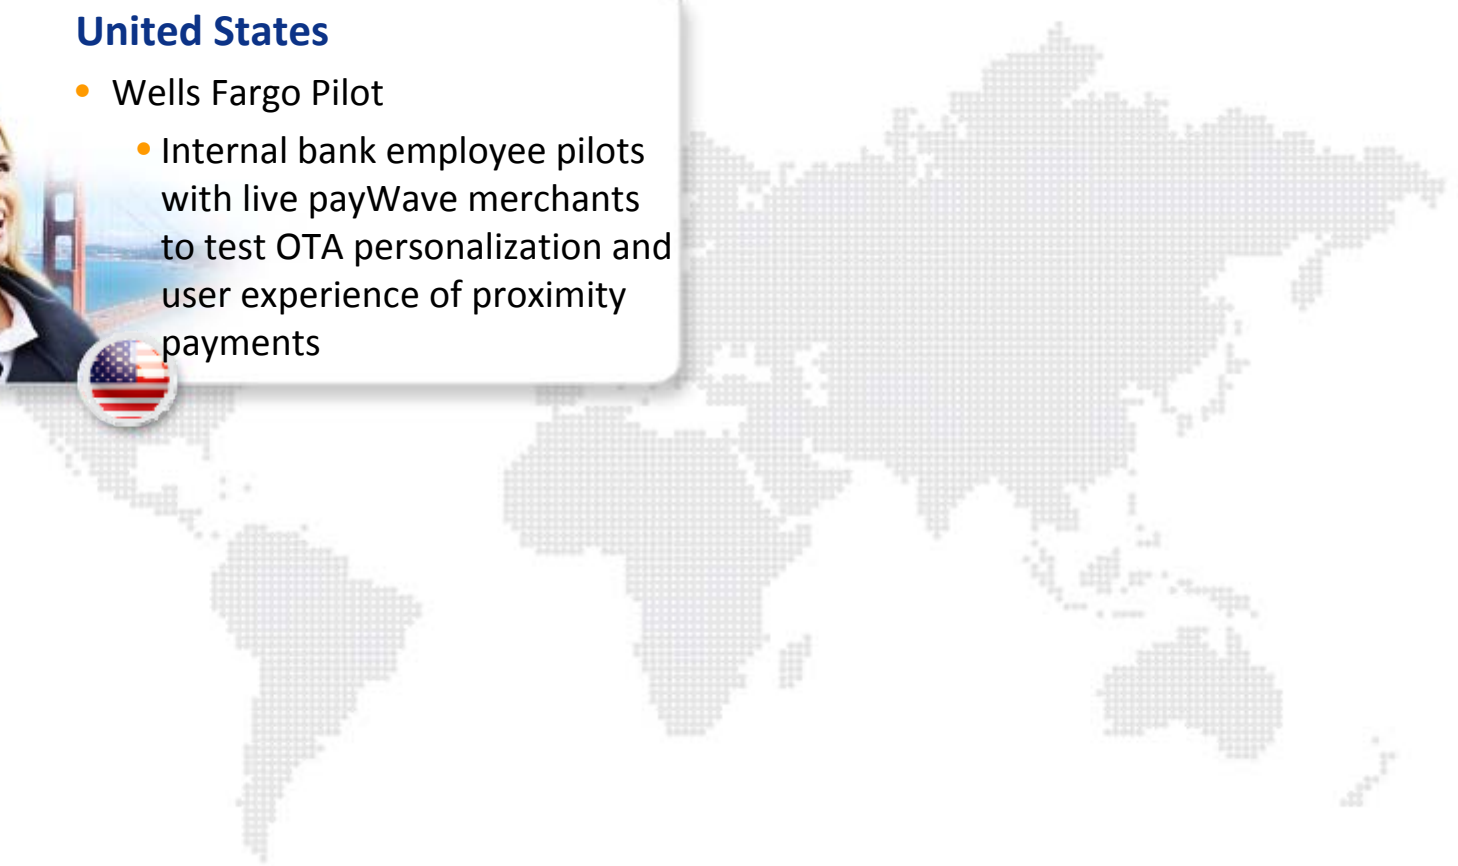 United States
• Wells Fargo Pilot
• Internal bank employee pilots
with live payWave merchants
to test OTA personalization and
user experience of proximity
payments